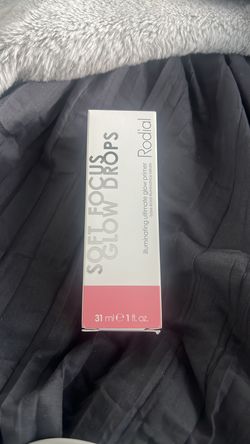 SOFT FOCUS
GLOW DROPS
Rodial
illuminating ultimate glow primer
31 ml e 1 fl. oz.